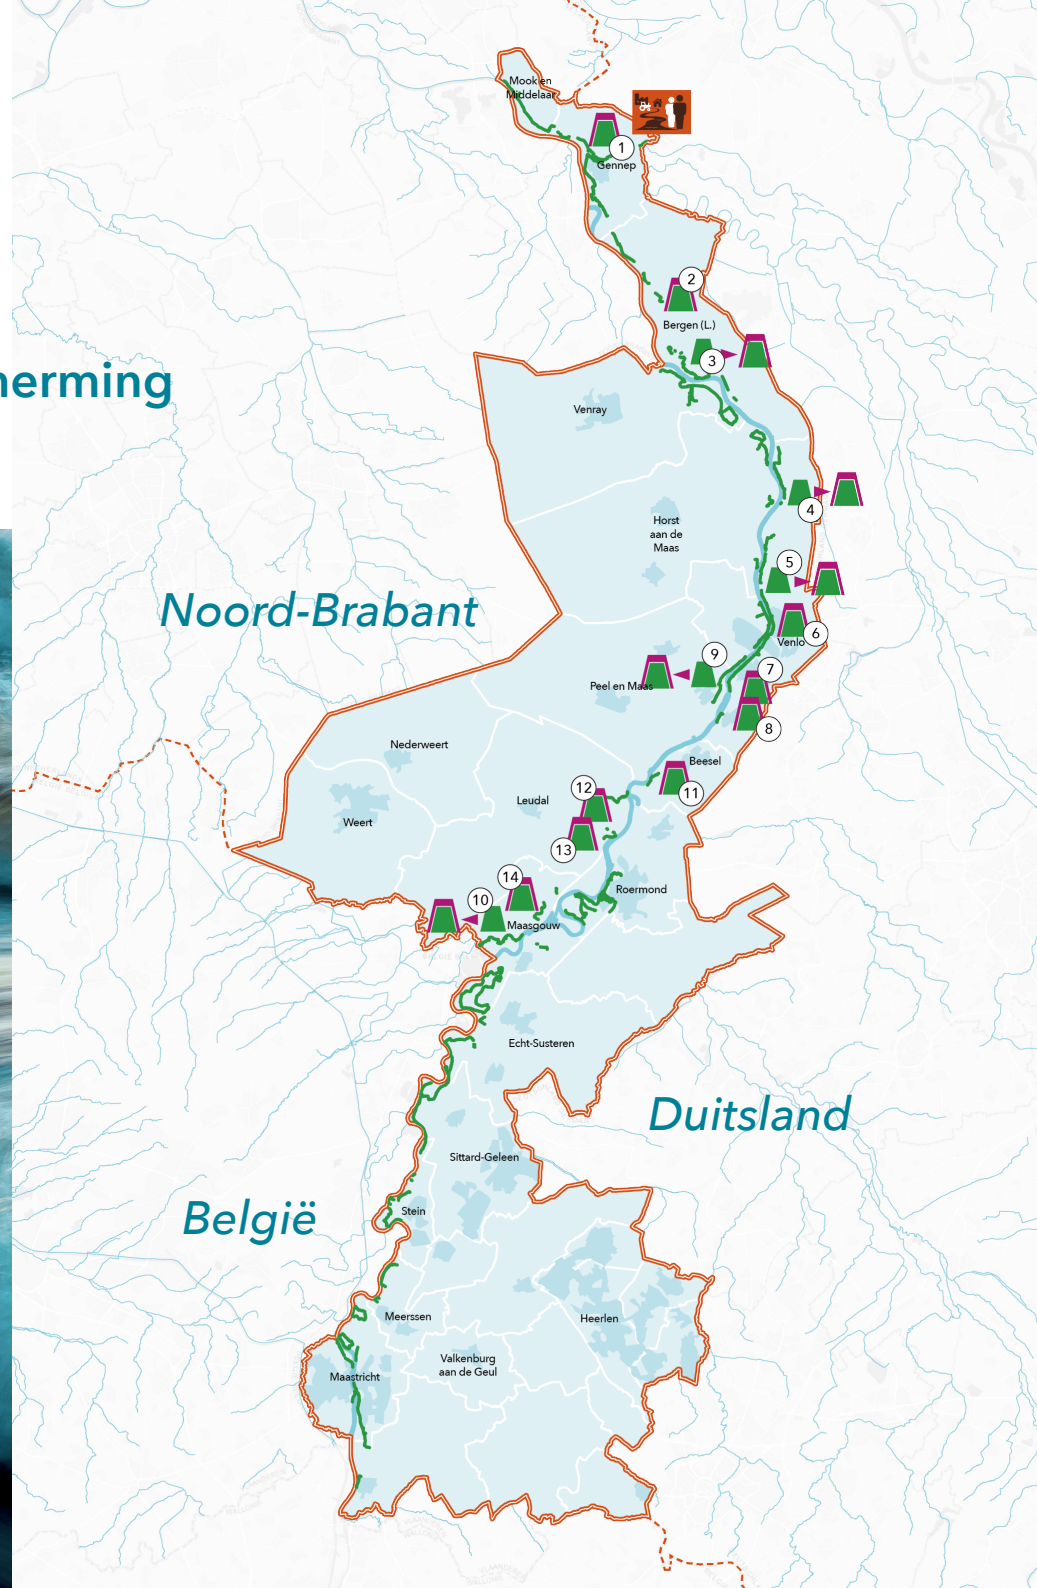 Mook en
Middelaar
1
Gennep
2
Bergen (L.)
3
herming
Venray
4
Horst
aan de
Maas
5
Noord-Brabant
6
Venlo
9
7
Peel en Maas
8
Nederweert
Beesel
12
11
Leudal
Weert
13
14
Roermond
10
Maasgouw
Echt-Susteren
Duitsland
Sittard-Geleen
België
Stein
Meerssen
Heerlen
Valkenburg
aan de Geul
Maastricht